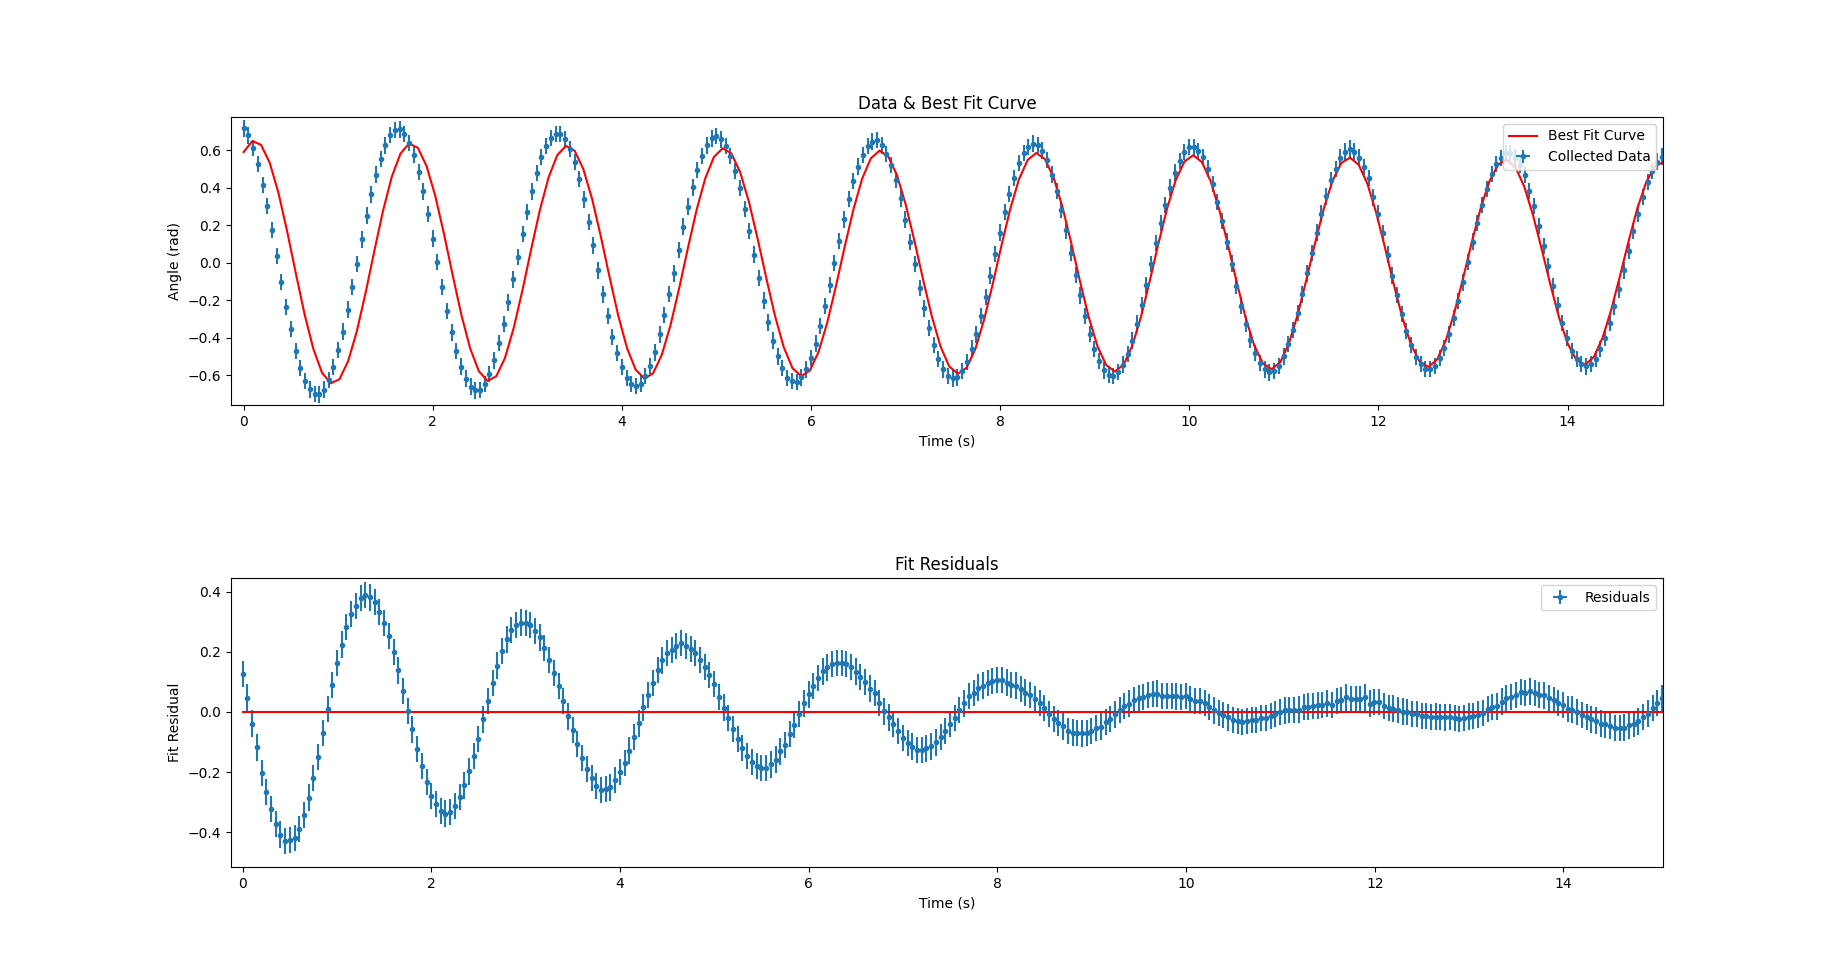 Data & Best Fit Curve
Best Fit Curve
Collected Data
Angle (rad)
0.6
0.4
0.2
0.0
−0.2
−0.4
−0.6
0 2 4 6 8 10 12 14
Time (s)
Fit Residuals
Residuals
Fit Residual
0.4
0.2
0.0
−0.2
−0.4
0 2 4 6 8 10 12 14
Time (s)